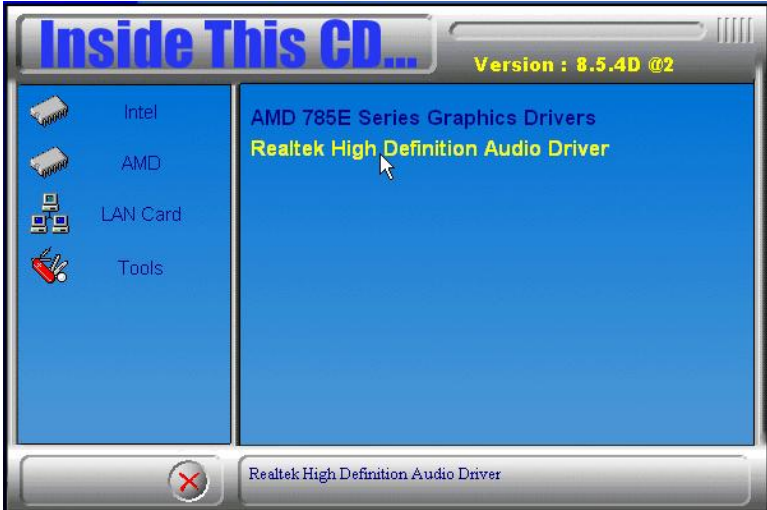 Inside This CD...
Version : 8.5.4D @2
Intel
AMD
LAN Card
Tools
AMD 785E Series Graphics Drivers
Realtek High Definition Audio Driver
Realtek High Definition Audio Driver